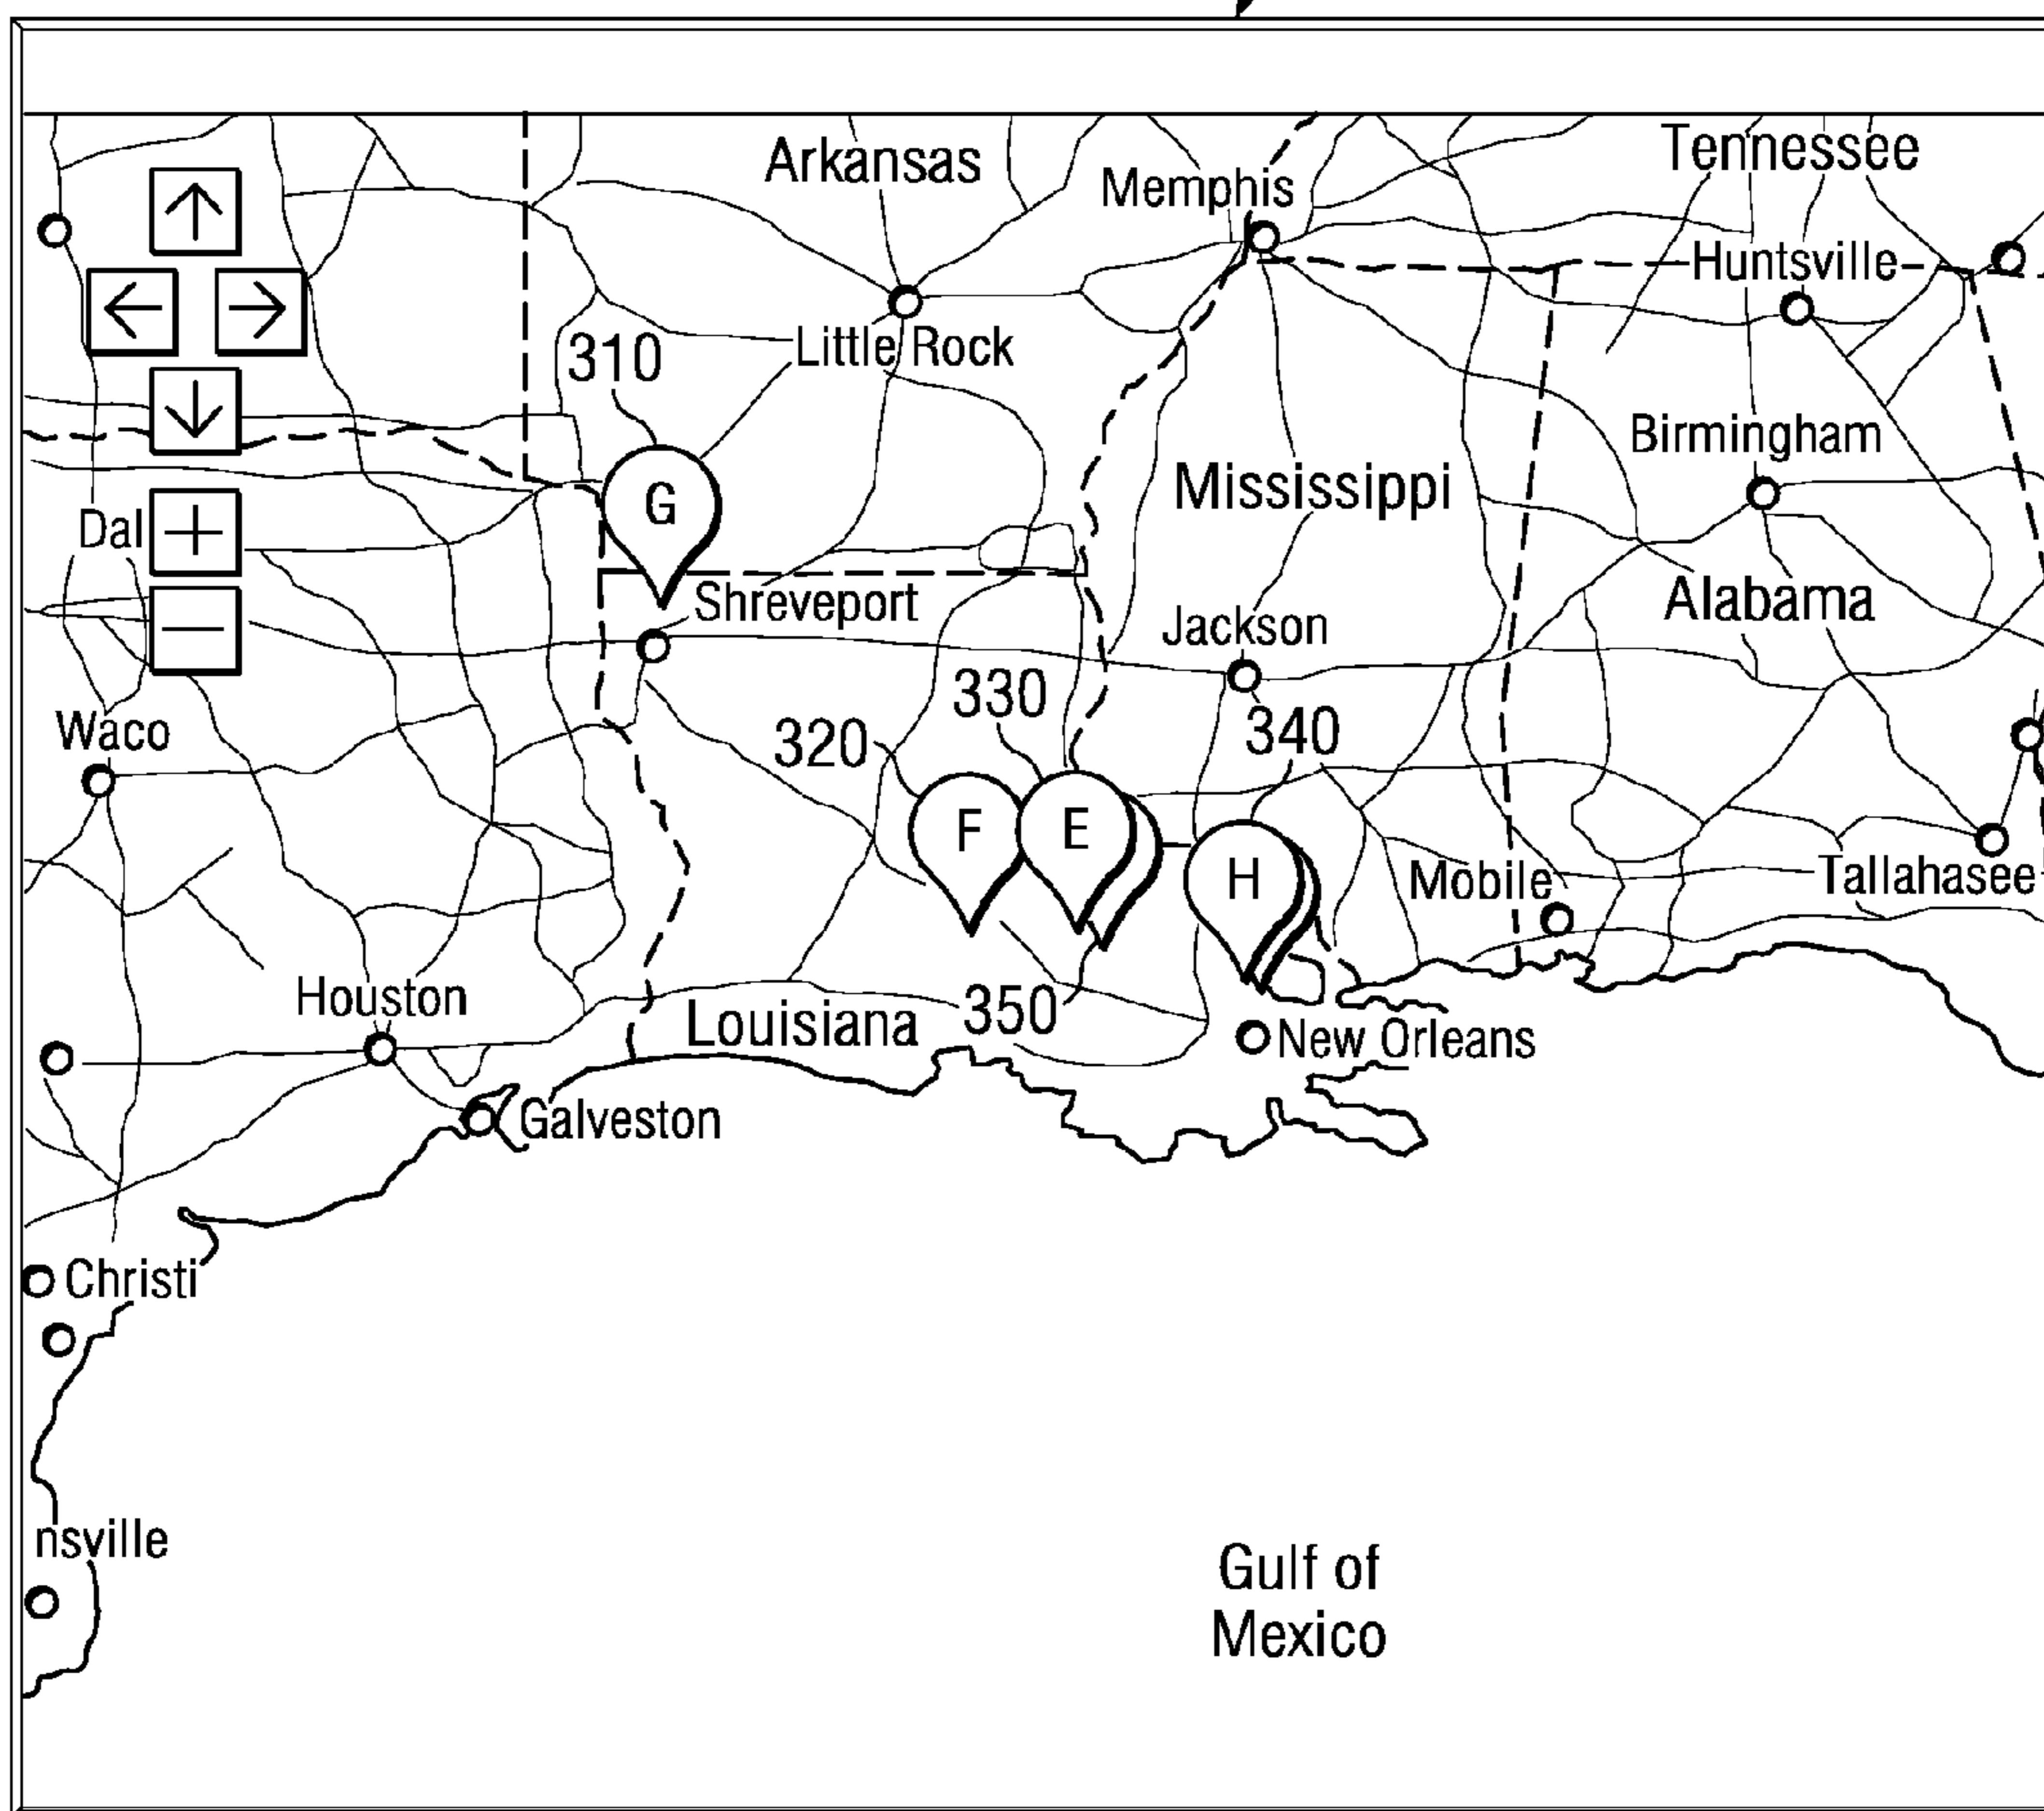 Arkansas
Tennessee
Memphis
Huntsville
310
Little Rock
Birmingham
G
Mississippi
Dal
Shreveport
Alabama
Jackson
330
Waco
320
340
F
E
H
Mobile
Tallahasee
Houston
Louisiana
350
New Orleans
Galveston
Christi
nsville
Gulf of
Mexico